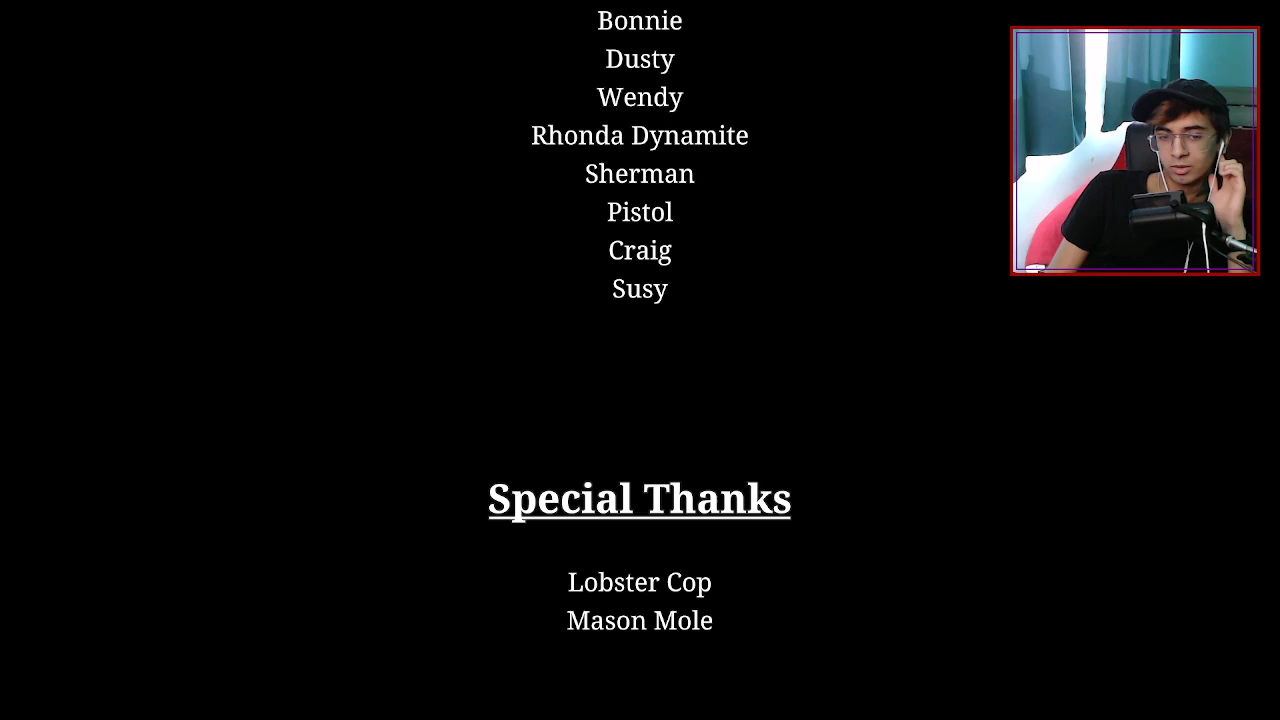 Bonnie
Dusty
Wendy
Rhonda Dynamite
Sherman
Pistol
Craig
Susy
Special Thanks
Lobster Cop
Mason Mole